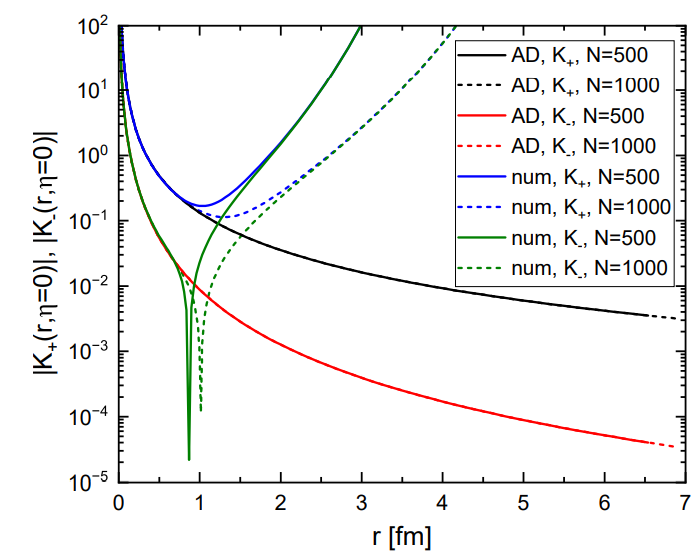 10²
10¹
10⁰
10⁻¹
10⁻²
10⁻³
10⁻⁴
10⁻⁵
|K₊(r,η=0)|, |K₋(r,η=0)|
AD, K₊, N=500
AD, K₊, N=1000
AD, K₋, N=500
AD, K₋, N=1000
num, K₊, N=500
num, K₊, N=1000
num, K₋, N=500
num, K₋, N=1000
0 1 2 3 4 5 6 7
r [fm]